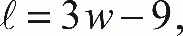 ℓ = 3w − 9,